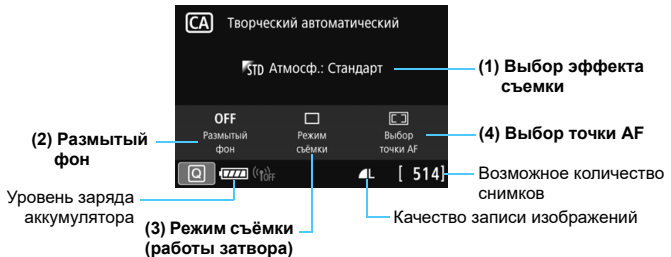 CA Творческий автоматический
STD Атмосф.: Стандарт
(1) Выбор эффекта
съемки
OFF
Размытый
фон
Режим
съёмки
Выбор
точки AF
(2) Размытый
фон
(4) Выбор точки AF
Q OFF L [ 514]
Возможное количество
снимков
Уровень заряда
аккумулятора
Качество записи изображений
(3) Режим съёмки
(работы затвора)